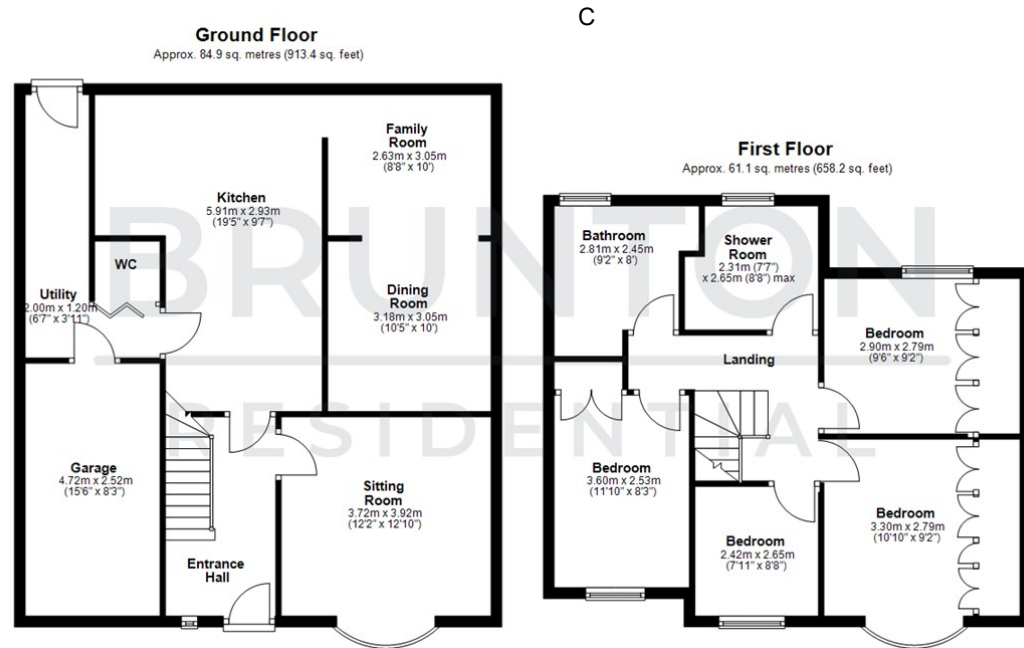 C
Ground Floor
Approx. 84.9 sq. metres (913.4 sq. feet)
Family
Room
2.63m x 3.05m
(8'8" x 10')
Kitchen
5.91m x 2.93m
(19'5" x 9'7")
WC
Utility
2.00m x 1.20m
(6'7" x 3'11")
Dining
Room
3.18m x 3.05m
(10'5" x 10')
Garage
4.72m x 2.52m
(15'6" x 8'3")
Sitting
Room
3.72m x 3.92m
(12'2" x 12'10")
Entrance
Hall
First Floor
Approx. 61.1 sq. metres (658.2 sq. feet)
Bathroom
2.81m x 2.45m
(9'2" x 8')
Shower
Room
2.31m (7'7")
x 2.65m (8'8") max
Bedroom
2.90m x 2.79m
(9'6" x 9'2")
Landing
Bedroom
3.60m x 2.53m
(11'10" x 8'3")
Bedroom
3.30m x 2.79m
(10'10" x 9'2")
Bedroom
2.42m x 2.65m
(7'11" x 8'8")
BRUNTON
RESIDENTIAL